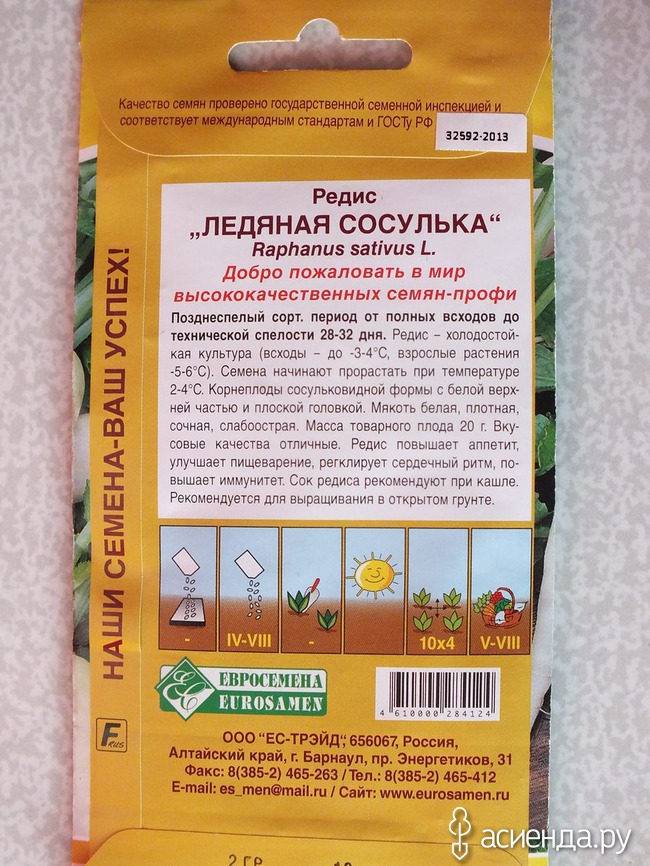 Качество семян проверено государственной семенной инспекцией и
соответствует международным стандартам и ГОСТу РФ
32592-2013
НАШИ СЕМЕНА-ВАШ УСПЕХ!
Редис
„ЛЕДЯНАЯ СОСУЛЬКА“
Raphanus sativus L.
Добро пожаловать в мир
высококачественных семян-профи
Позднеспелый сорт. период от полных всходов до
технической спелости 28-32 дня. Редис – холодостой-
кая культура (всходы – до -3-4°С, взрослые растения
-5-6°С). Семена начинают прорастать при температуре
2-4°С. Корнеплоды сосульковидной формы с белой верх-
ней частью и плоской головкой. Мякоть белая, плотная,
сочная, слабоострая. Масса товарного плода 20 г. Вку-
совые качества отличные. Редис повышает аппетит,
улучшает пищеварение, регклирует сердечный ритм, по-
вышает иммунитет. Сок редиса рекомендуют при кашле.
Рекомендуется для выращивания в открытом грунте.
- IV-VIII - 10х4 V-VIII
ЕС ЕВРОСЕМЕНА
EUROSAMEN
4 610000 284124
F RUS
ООО "ЕС-ТРЭЙД", 656067, Россия,
Алтайский край, г. Барнаул, пр. Энергетиков, 31
Факс: 8(385-2) 465-263 / Тел.: 8(385-2) 465-412
E-mail: es_men@mail.ru / Сайт: www.eurosamen.ru
2 ГР
асиенда.ру